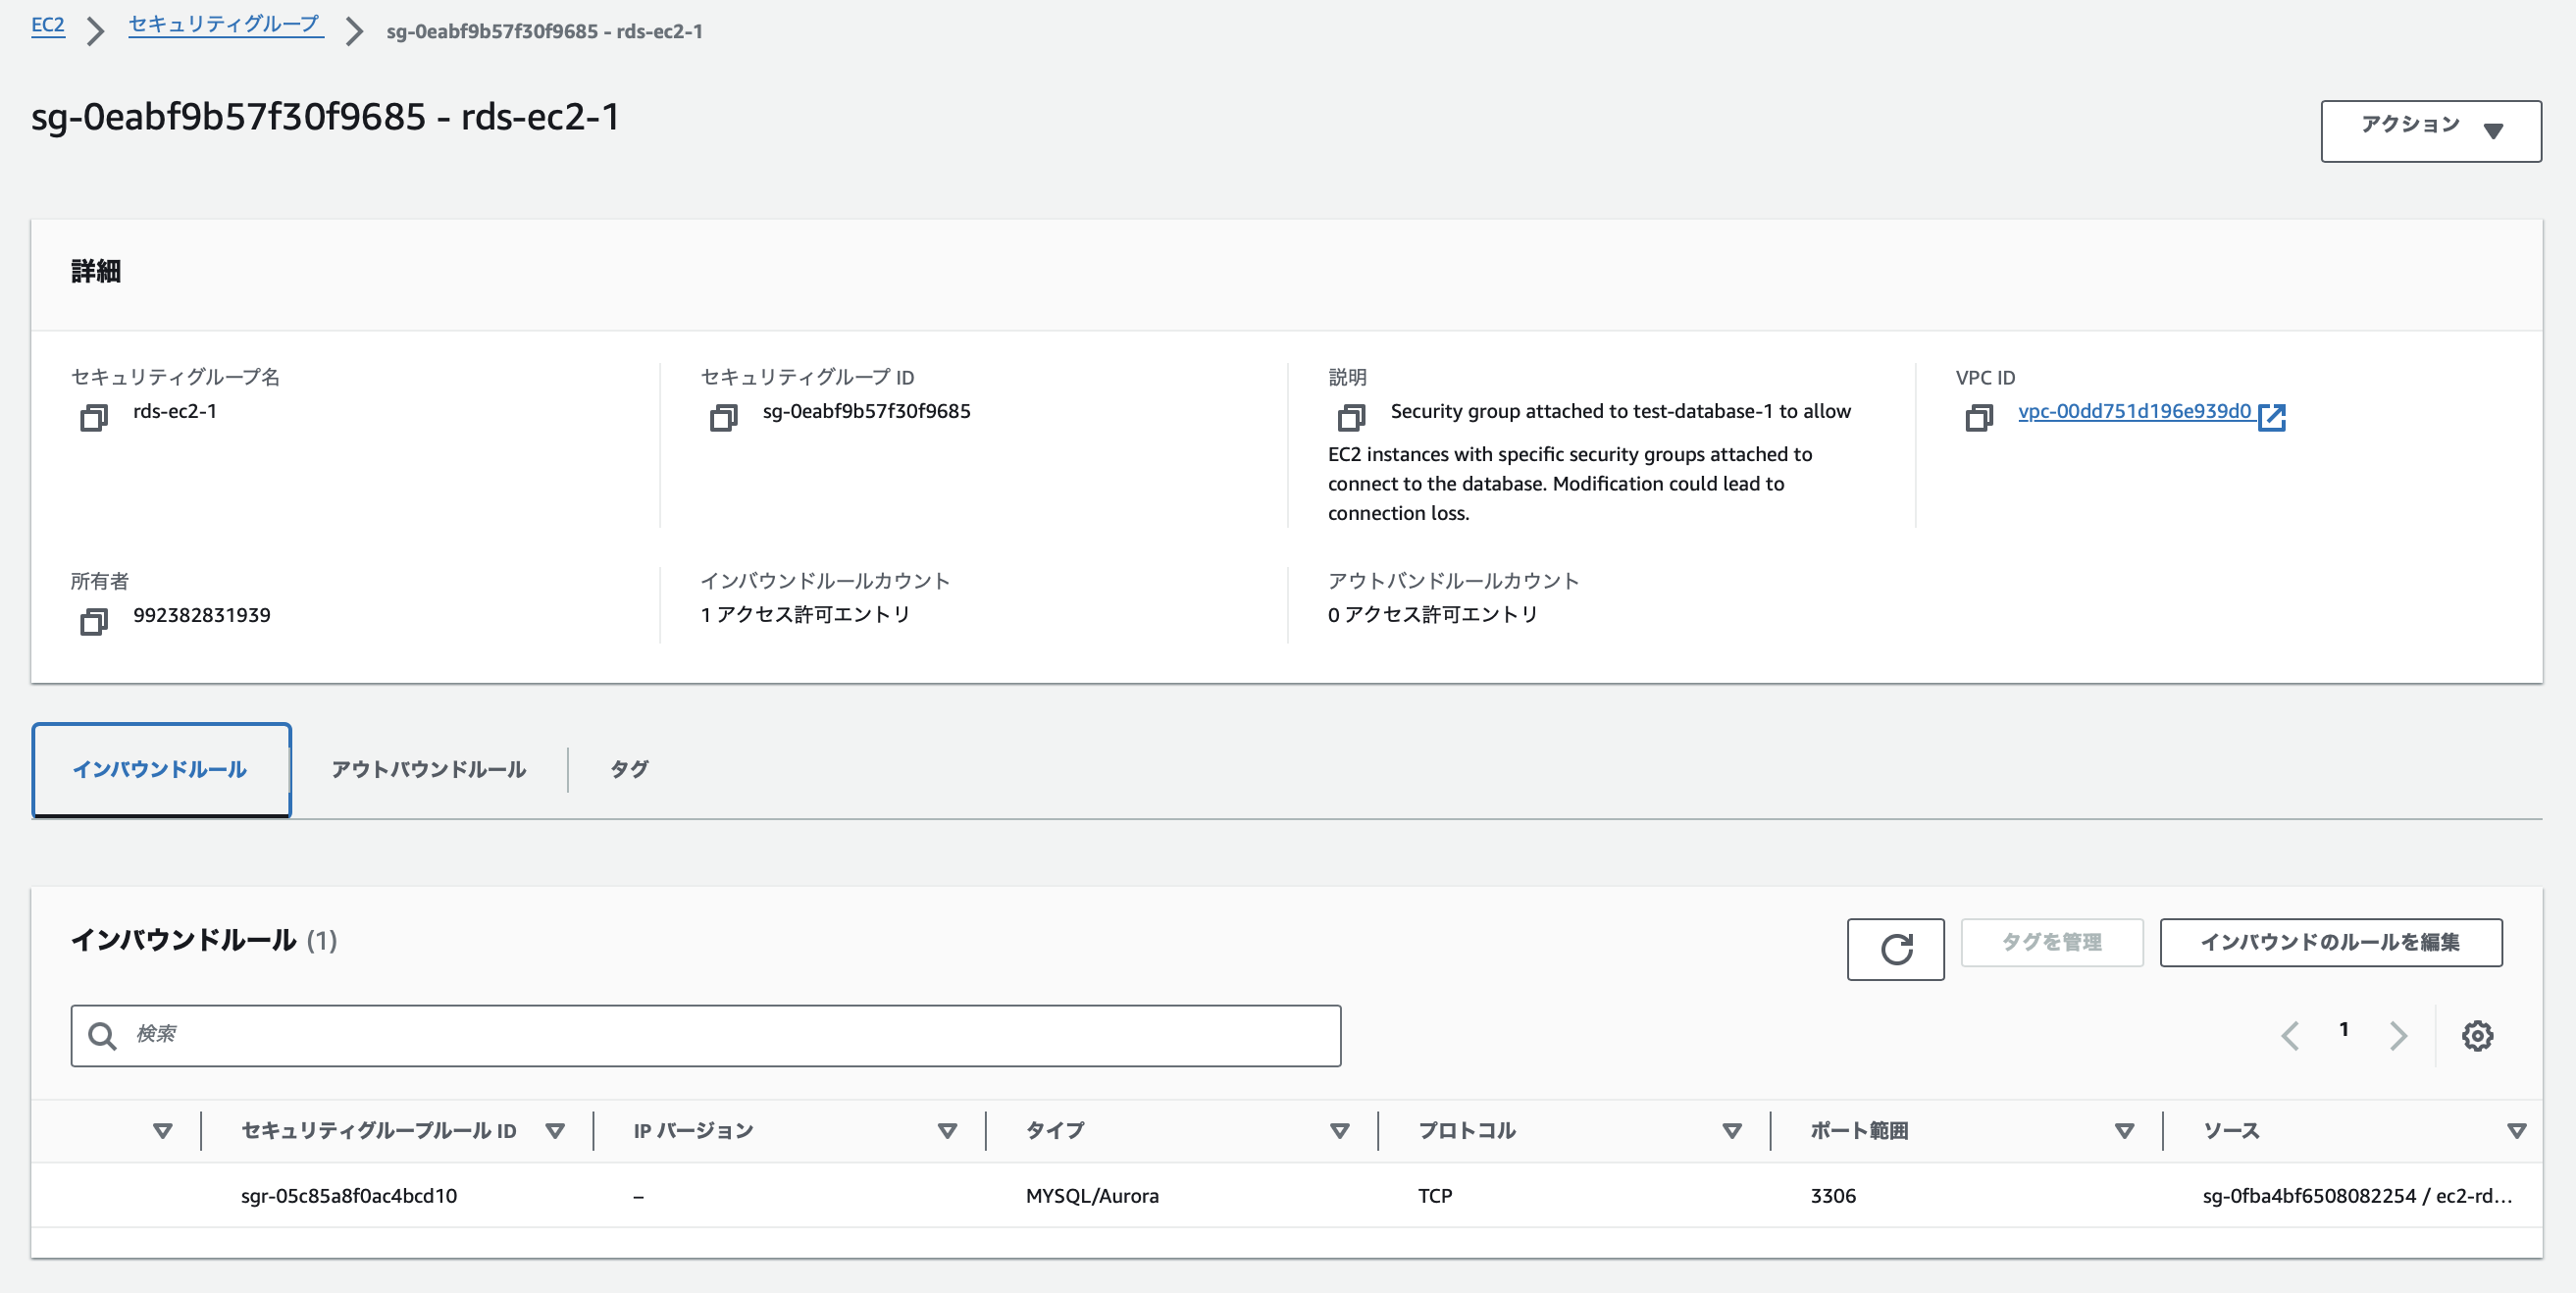 EC2 セキュリティグループ sg-0eabf9b57f30f9685 - rds-ec2-1
sg-0eabf9b57f30f9685 - rds-ec2-1
アクション
詳細
セキュリティグループ名
rds-ec2-1
セキュリティグループ ID
sg-0eabf9b57f30f9685
説明
Security group attached to test-database-1 to allow
EC2 instances with specific security groups attached to
connect to the database. Modification could lead to
connection loss.
VPC ID
vpc-00dd751d196e939d0
所有者
992382831939
インバウンドルールカウント
1 アクセス許可エントリ
アウトバンドルールカウント
0 アクセス許可エントリ
インバウンドルール アウトバウンドルール タグ
インバウンドルール (1)
タグを管理 インバウンドのルールを編集
検索
1
セキュリティグループルール ID IP バージョン タイプ プロトコル ポート範囲 ソース
sgr-05c85a8f0ac4bcd10 – MYSQL/Aurora TCP 3306 sg-0fba4bf6508082254 / ec2-rd...